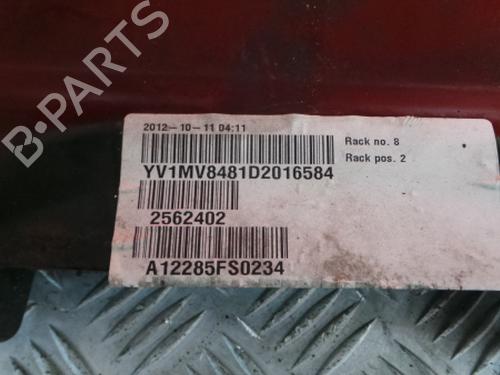 B-PARTS
2012-10-11 04:11
Rack no. 8
YV1MV8481D2016584
Rack pos. 2
2562402
A12285FS0234